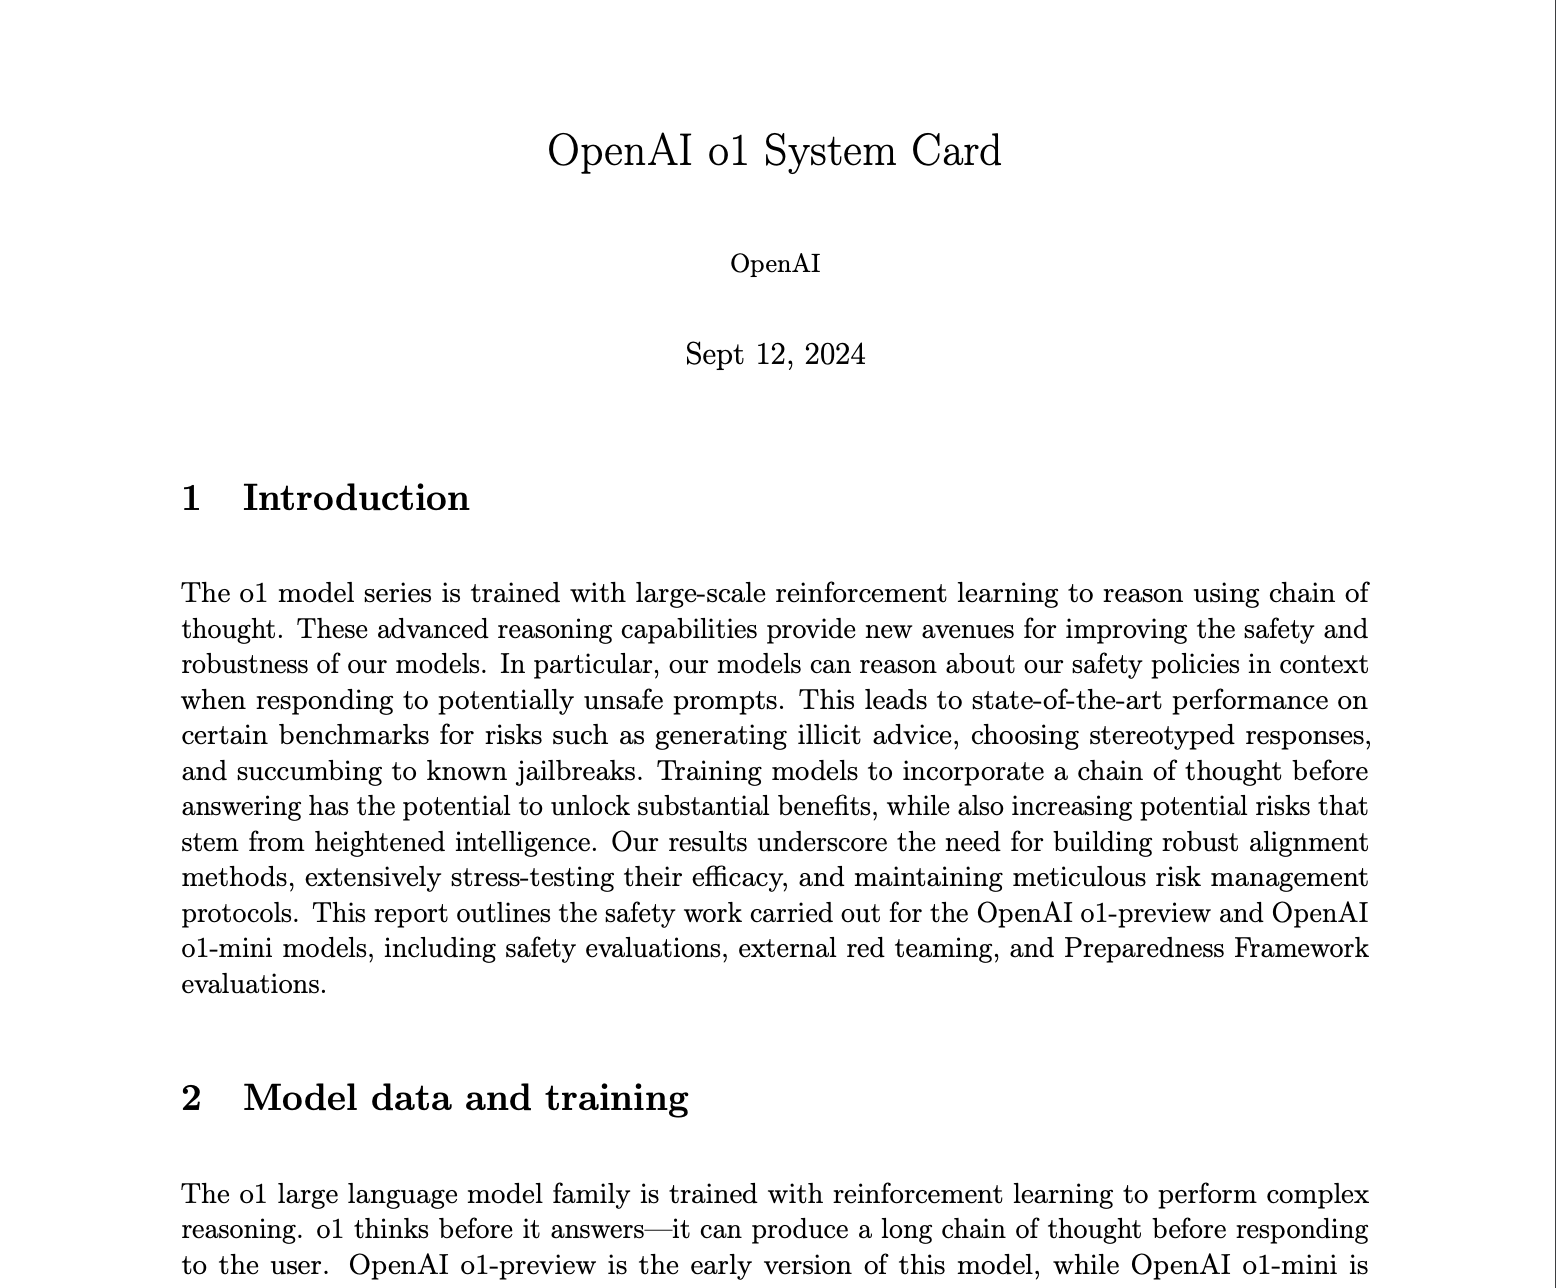 OpenAI o1 System Card
OpenAI
Sept 12, 2024
1 Introduction
The o1 model series is trained with large-scale reinforcement learning to reason using chain of
thought. These advanced reasoning capabilities provide new avenues for improving the safety and
robustness of our models. In particular, our models can reason about our safety policies in context
when responding to potentially unsafe prompts. This leads to state-of-the-art performance on
certain benchmarks for risks such as generating illicit advice, choosing stereotyped responses,
and succumbing to known jailbreaks. Training models to incorporate a chain of thought before
answering has the potential to unlock substantial benefits, while also increasing potential risks that
stem from heightened intelligence. Our results underscore the need for building robust alignment
methods, extensively stress-testing their efficacy, and maintaining meticulous risk management
protocols. This report outlines the safety work carried out for the OpenAI o1-preview and OpenAI
o1-mini models, including safety evaluations, external red teaming, and Preparedness Framework
evaluations.
2 Model data and training
The o1 large language model family is trained with reinforcement learning to perform complex
reasoning. o1 thinks before it answers—it can produce a long chain of thought before responding
to the user. OpenAI o1-preview is the early version of this model, while OpenAI o1-mini is